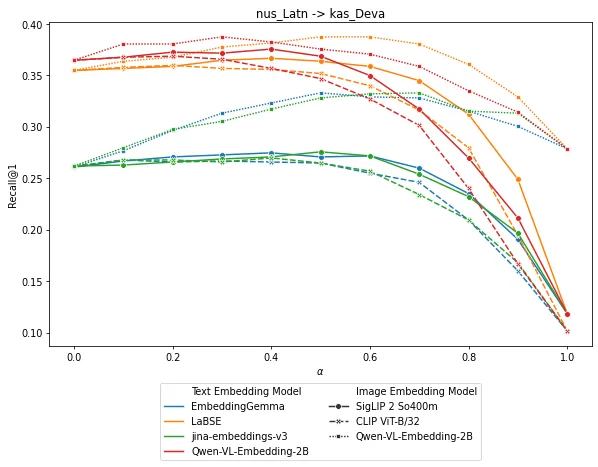 nus_Latn -> kas_Deva
Recall@1
0.40
0.35
0.30
0.25
0.20
0.15
0.10
0.0
0.2
0.4
0.6
0.8
1.0
α
Text Embedding Model
EmbeddingGemma
LaBSE
jina-embeddings-v3
Qwen-VL-Embedding-2B
Image Embedding Model
SigLIP 2 So400m
CLIP ViT-B/32
Qwen-VL-Embedding-2B